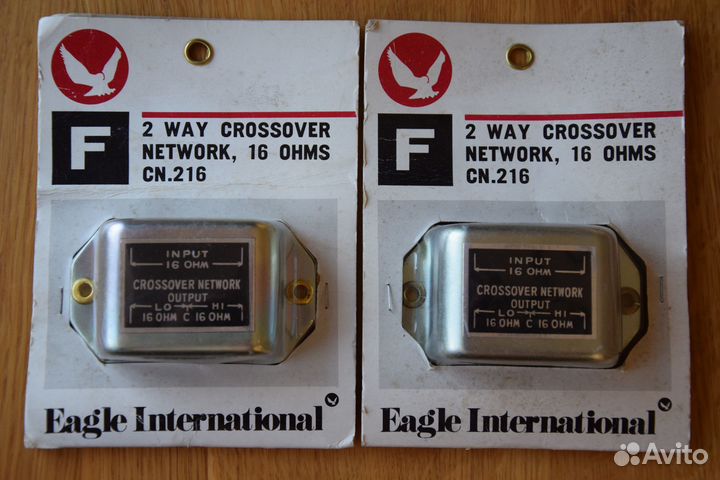 F
2 WAY CROSSOVER
NETWORK, 16 OHMS
CN.216
INPUT
16 OHM
CROSSOVER NETWORK
OUTPUT
LO HI
16 OHM C 16 OHM
Eagle International
F
2 WAY CROSSOVER
NETWORK, 16 OHMS
CN.216
INPUT
16 OHM
CROSSOVER NETWORK
OUTPUT
LO HI
16 OHM C 16 OHM
Eagle International
Avito